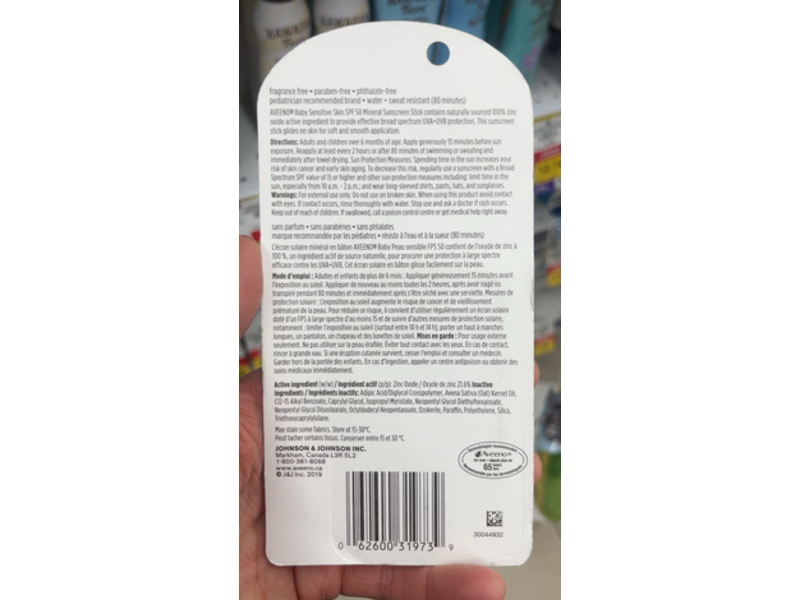 fragrance free • paraben-free • phthalate-free
pediatrician recommended brand • water + sweat resistant (80 minutes)
AVEENO® Baby Sensitive Skin SPF 50 Mineral Sunscreen Stick contains naturally sourced 100% zinc
oxide active ingredient to provide effective broad spectrum UVA+UVB protection. This sunscreen
stick glides on skin for soft and smooth application.
Directions: Adults and children over 6 months of age: Apply generously 15 minutes before sun
exposure. Reapply at least every 2 hours or after 80 minutes of swimming or sweating and
immediately after towel drying. Sun Protection Measures: Spending time in the sun increases your
risk of skin cancer and early skin aging. To decrease this risk, regularly use a sunscreen with a Broad
Spectrum SPF value of 15 or higher and other sun protection measures including: limit time in the
sun, especially from 10 a.m. - 2 p.m.; and wear long-sleeved shirts, pants, hats, and sunglasses.
Warnings: For external use only. Do not use on broken skin. When using this product avoid contact
with eyes. If contact occurs, rinse thoroughly with water. Stop use and ask a doctor if rash occurs.
Keep out of reach of children. If swallowed, call a poison control centre or get medical help right away.
sans parfum • sans parabènes • sans phtalates
marque recommandée par les pédiatres • résiste à l'eau et à la sueur (80 minutes)
L'écran solaire minéral en bâton AVEENO® Baby Peau sensible FPS 50 contient de l'oxyde de zinc à
100 %, un ingrédient actif de source naturelle, pour procurer une protection à large spectre
efficace contre les UVA+UVB. Cet écran solaire en bâton glisse facilement sur la peau.
Mode d'emploi : Adultes et enfants de plus de 6 mois : Appliquer généreusement 15 minutes avant
l'exposition au soleil. Appliquer de nouveau au moins toutes les 2 heures, après avoir nagé ou
transpiré pendant 80 minutes et immédiatement après s'être séché avec une serviette. Mesures de
protection solaire : L'exposition au soleil augmente le risque de cancer et de vieillissement
prématuré de la peau. Pour réduire ce risque, il convient d'utiliser régulièrement un écran solaire
doté d'un FPS à large spectre d'au moins 15 et de suivre d'autres mesures de protection solaire,
notamment : limiter l'exposition au soleil (surtout entre 10 h et 14 h); porter un haut à manches
longues, un pantalon, un chapeau et des lunettes de soleil. Mises en garde : Pour usage externe
seulement. Ne pas utiliser sur la peau éraflée. Éviter tout contact avec les yeux. En cas de contact,
rincer à grande eau. Si une éruption cutanée survient, cesser l'emploi et consulter un médecin.
Garder hors de la portée des enfants. En cas d'ingestion, appeler un centre antipoison ou obtenir des
soins médicaux immédiatement.
Active ingredient (w/w) / Ingrédient actif (p/p): Zinc Oxide / Oxyde de zinc 21.6% Inactive
ingredients / Ingrédients inactifs: Adipic Acid/Diglycol Crosspolymer, Avena Sativa (Oat) Kernel Oil,
C12-15 Alkyl Benzoate, Caprylyl Glycol, Isopropyl Myristate, Neopentyl Glycol Diethylhexanoate,
Neopentyl Glycol Diisostearate, Octyldodecyl Neopentanoate, Ozokerite, Paraffin, Polyethylene, Silica,
Triethoxycaprylylsilane.
May stain some fabrics. Store at 15-30°C.
Peut tacher certains tissus. Conserver entre 15 et 30 °C.
JOHNSON & JOHNSON INC.
Markham, Canada L3R 5L2
1-800-361-8068
www.aveeno.ca
© J&J Inc. 2019
Dermatologist recommended
Aveeno®
for over • depuis plus de
65 years ans
Recommandée par les dermatologues
30044932
0 62600 31973 9